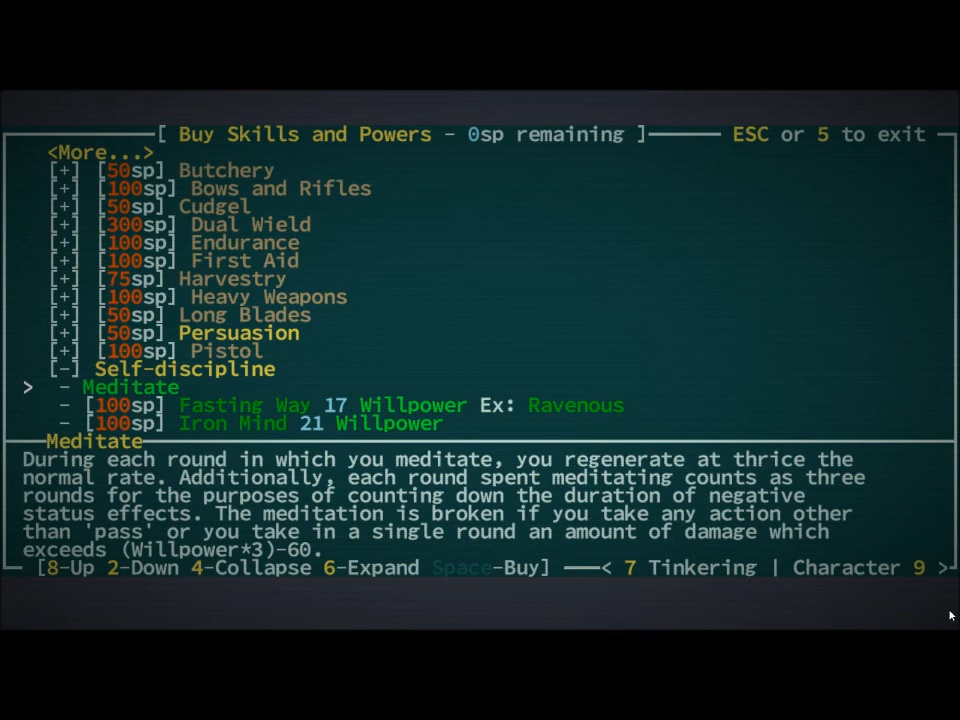 [ Buy Skills and Powers - 0sp remaining ] ESC or 5 to exit
<More...>
[+] [50sp] Butchery
[+] [100sp] Bows and Rifles
[+] [50sp] Cudgel
[+] [300sp] Dual Wield
[+] [100sp] Endurance
[+] [100sp] First Aid
[+] [75sp] Harvestry
[+] [100sp] Heavy Weapons
[+] [50sp] Long Blades
[+] [50sp] Persuasion
[+] [100sp] Pistol
[-] Self-discipline
> - Meditate
- [100sp] Fasting Way 17 Willpower Ex: Ravenous
- [100sp] Iron Mind 21 Willpower
Meditate
During each round in which you meditate, you regenerate at thrice the
normal rate. Additionally, each round spent meditating counts as three
rounds for the purposes of counting down the duration of negative
status effects. The meditation is broken if you take any action other
than 'pass' or you take in a single round an amount of damage which
exceeds (Willpower*3)-60.
[8-Up 2-Down 4-Collapse 6-Expand Space-Buy] < 7 Tinkering | Character 9 >